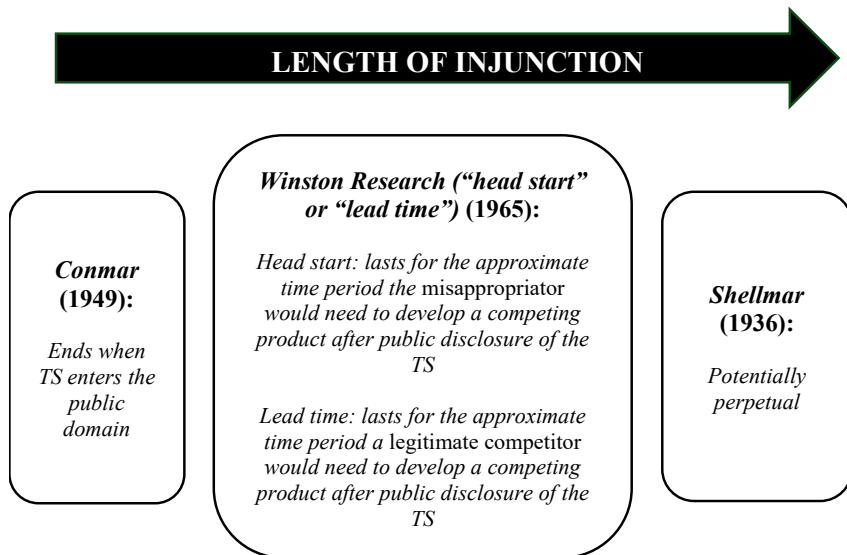 LENGTH OF INJUNCTION
Conmar
(1949):
Ends when
TS enters the
public
domain
Winston Research (“head start”
or “lead time”) (1965):
Head start: lasts for the approximate
time period the misappropriator
would need to develop a competing
product after public disclosure of the
TS
Lead time: lasts for the approximate
time period a legitimate competitor
would need to develop a competing
product after public disclosure of the
TS
Shellmar
(1936):
Potentially
perpetual